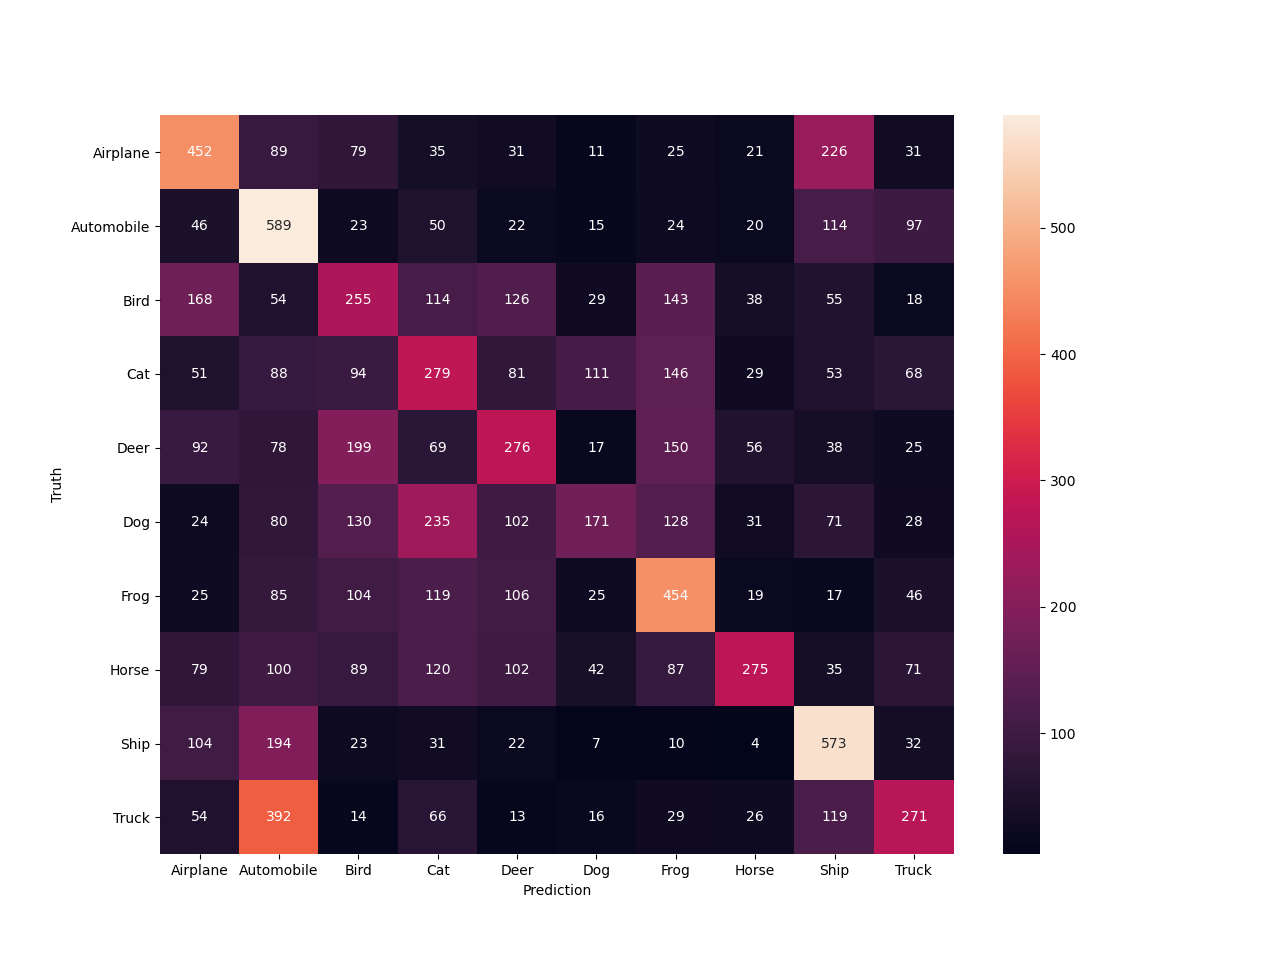 Airplane 452 89 79 35 31 11 25 21 226 31
Automobile 46 589 23 50 22 15 24 20 114 97
500
Bird 168 54 255 114 126 29 143 38 55 18
400
Cat 51 88 94 279 81 111 146 29 53 68
Deer 92 78 199 69 276 17 150 56 38 25
Truth
300
Dog 24 80 130 235 102 171 128 31 71 28
Frog 25 85 104 119 106 25 454 19 17 46
200
Horse 79 100 89 120 102 42 87 275 35 71
100
Ship 104 194 23 31 22 7 10 4 573 32
Truck 54 392 14 66 13 16 29 26 119 271
Airplane Automobile Bird Cat Deer Dog Frog Horse Ship Truck
Prediction